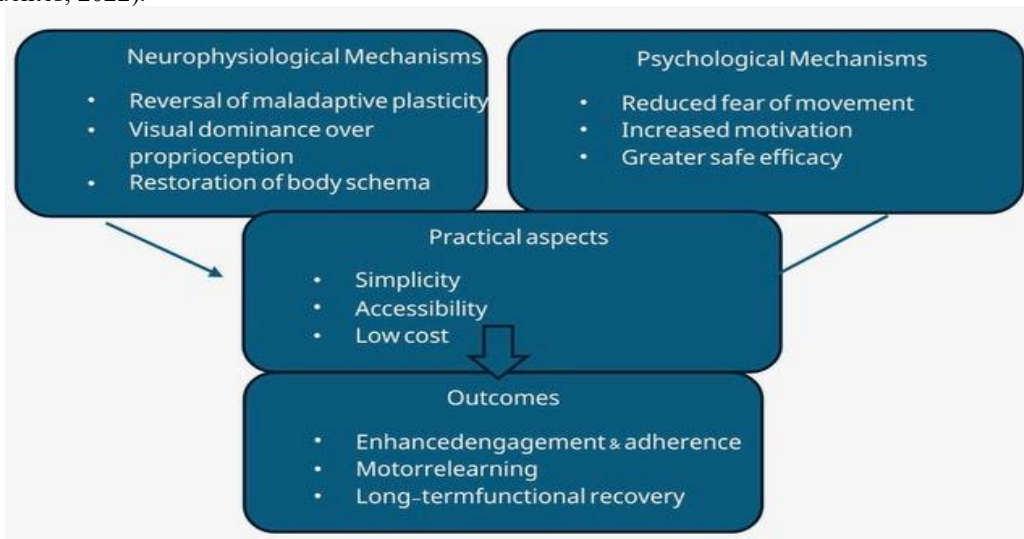 2022).
Neurophysiological Mechanisms
• Reversal of maladaptive plasticity
• Visual dominance over
proprioception
• Restoration of body schema
Psychological Mechanisms
• Reduced fear of movement
• Increased motivation
• Greater safe efficacy
Practical aspects
• Simplicity
• Accessibility
• Low cost
Outcomes
• Enhancedengagement & adherence
• Motorrelearning
• Long-termfunctional recovery